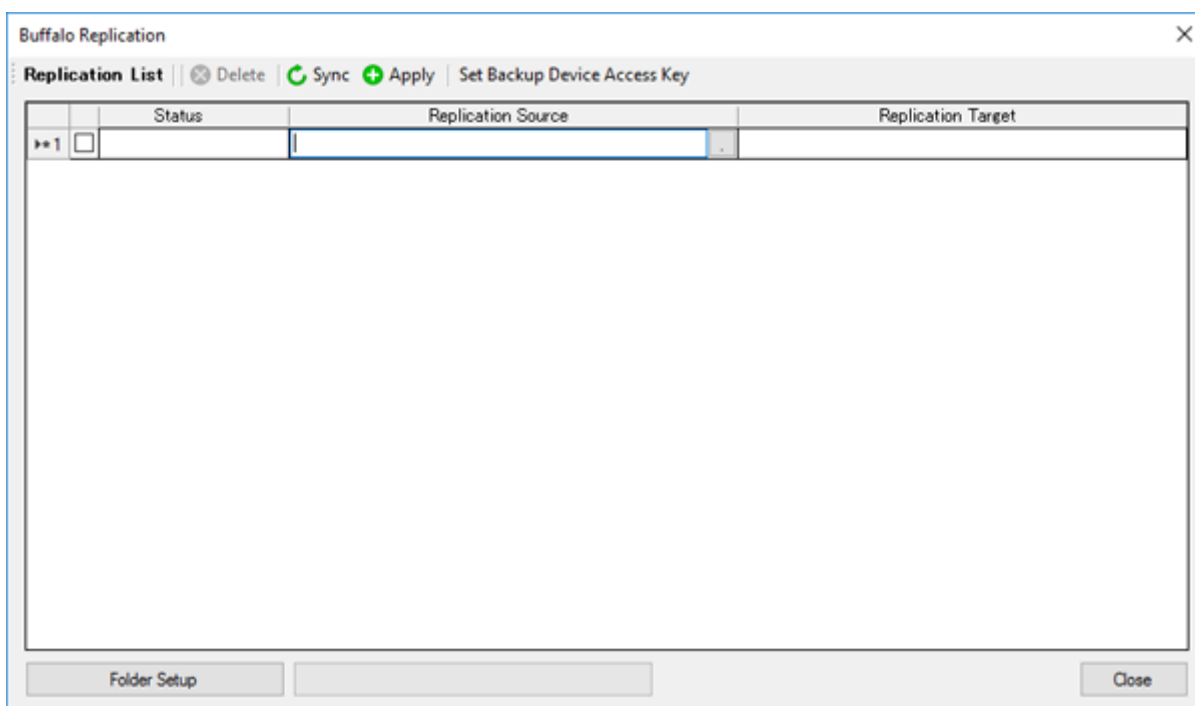 Buffalo Replication
Replication List Delete Sync Apply Set Backup Device Access Key
Status Replication Source Replication Target
1 .
Folder Setup Close